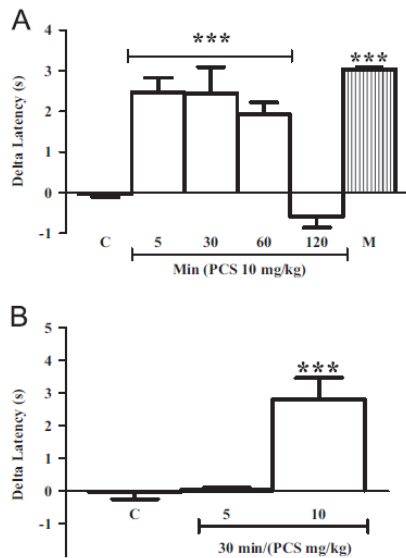 A
Delta Latency (s)
4
3
2
1
0
-1
***
***
C 5 30 60 120 M
Min (PCS 10 mg/kg)
B
Delta Latency (s)
5
4
3
2
1
0
-1
***
C 5 10
30 min/(PCS mg/kg)